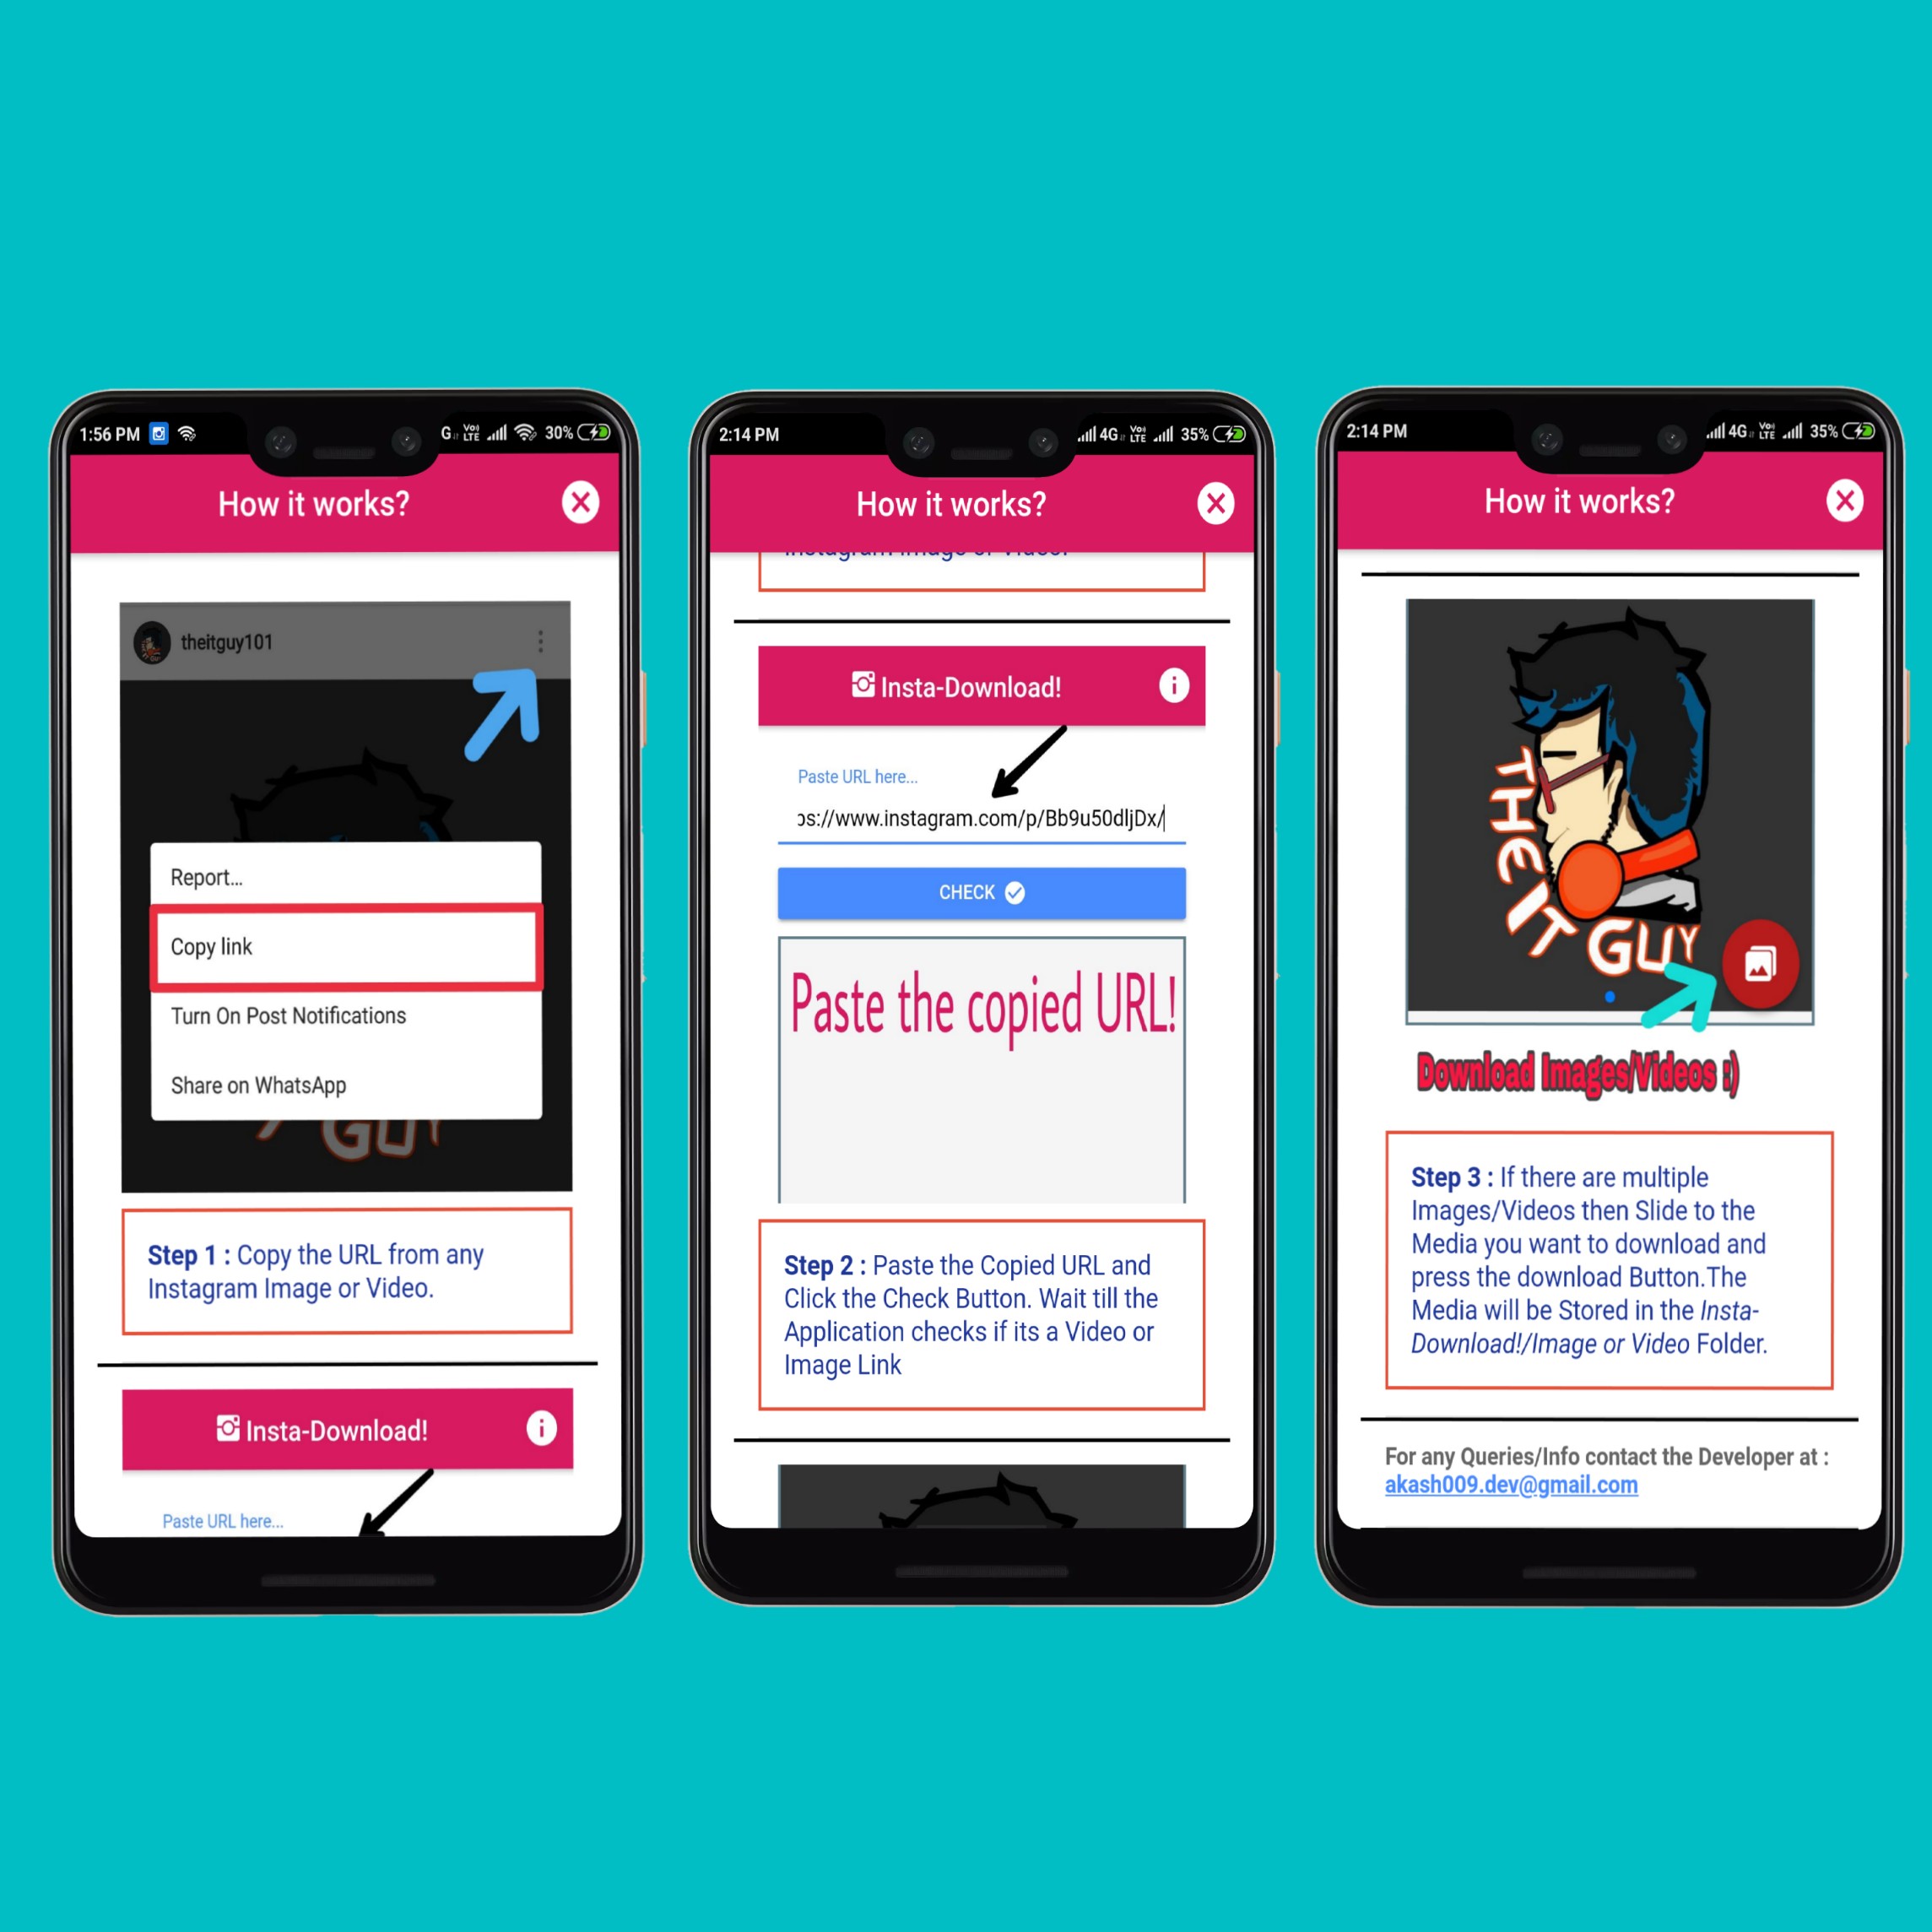 1:56 PM
G Vo) LTE 30%
How it works?
theitguy101
Report...
Copy link
Turn On Post Notifications
Share on WhatsApp
GUY
Step 1 : Copy the URL from any
Instagram Image or Video.
Insta-Download!
Paste URL here...
2:14 PM
4G Vo) LTE 35%
How it works?
Instagram Image or Video.
Insta-Download!
Paste URL here...
ps://www.instagram.com/p/Bb9u50dljDx/
CHECK
Paste the copied URL!
Step 2 : Paste the Copied URL and
Click the Check Button. Wait till the
Application checks if its a Video or
Image Link
2:14 PM
4G Vo) LTE 35%
How it works?
THE IT GUY
Download Images/Videos :)
Step 3 : If there are multiple
Images/Videos then Slide to the
Media you want to download and
press the download Button.The
Media will be Stored in the Insta-
Download!/Image or Video Folder.
For any Queries/Info contact the Developer at :
akash009.dev@gmail.com